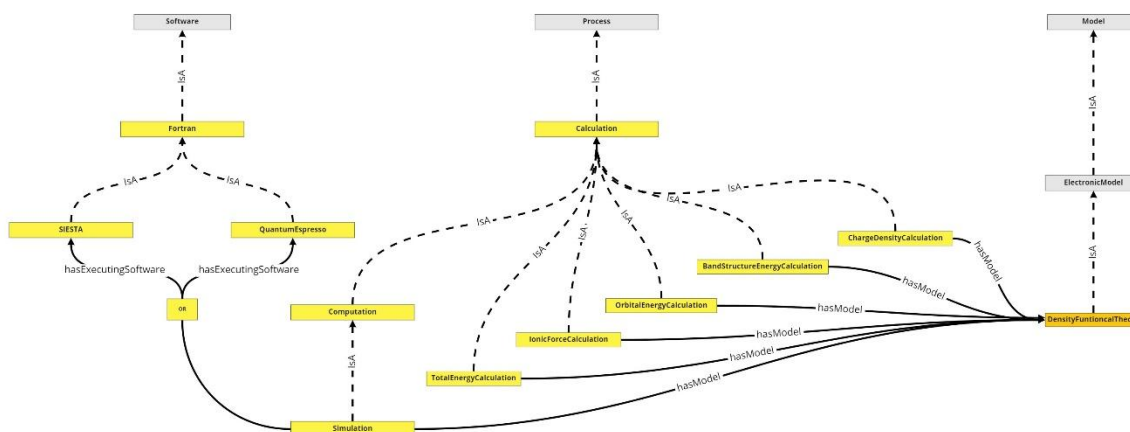 Software
Process
Model
IsA
IsA
IsA
Fortran
Calculation
IsA
IsA
ElectronicModel
IsA
IsA
IsA
IsA
IsA
IsA
IsA
SIESTA
QuantumEspresso
ChargeDensityCalculation
hasModel
IsA
hasExecutingSoftware
hasExecutingSoftware
BandStructureEnergyCalculation
hasModel
OR
Computation
OrbitalEnergyCalculation
hasModel
DensityFuntioncalTheo
IonicForceCalculation
hasModel
IsA
TotalEnergyCalculation
hasModel
hasModel
Simulation